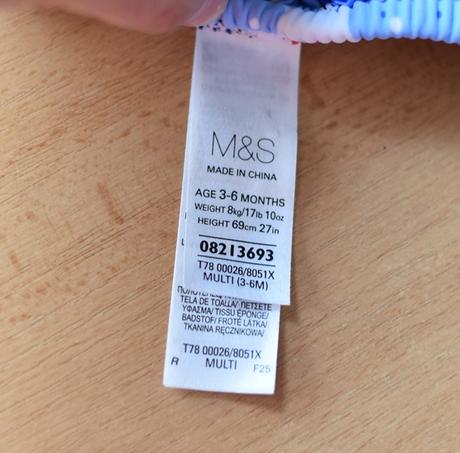 M&S
MADE IN CHINA
AGE 3-6 MONTHS
WEIGHT 8kg/17lb 10oz
HEIGHT 69cm 27in
08213693
T78 00026/8051X
MULTI (3-6M)
TELA DE TOALLA/ ΠΕΤΣΕΤΕ
ΥΦΑΣΜΑ/ TISSU ÉPONGE/
BADSTOF/ FROTÉ LÁTKA/
TKANINA RĘCZNIKOWA/
T78 00026/8051X
R MULTI F25